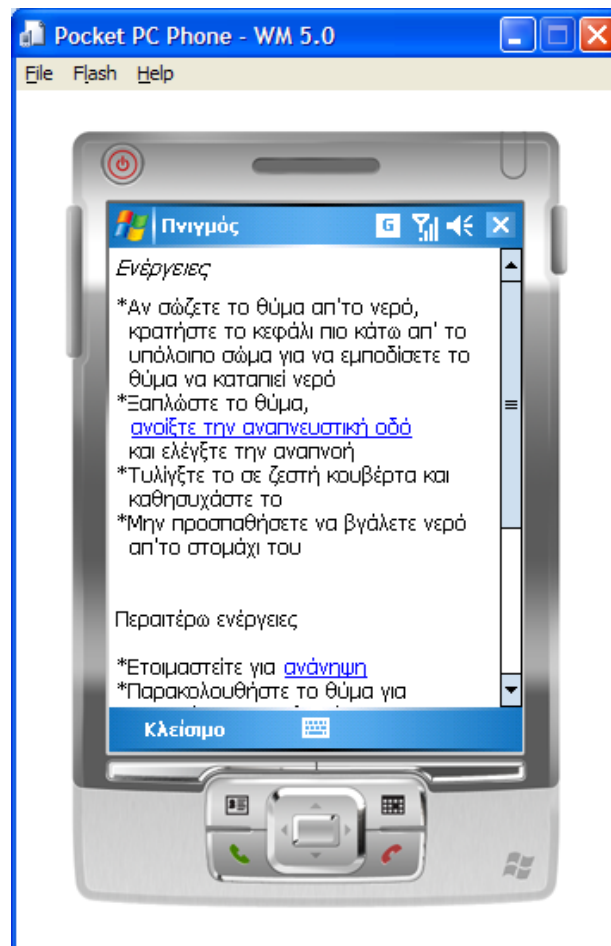 Pocket PC Phone - WM 5.0
File Flash Help
Πνιγμός
G
Ενέργειες
*Αν σώζετε το θύμα απ'το νερό,
κρατήστε το κεφάλι πιο κάτω απ' το
υπόλοιπο σώμα για να εμποδίσετε το
θύμα να καταπιεί νερό
*Ξαπλώστε το θύμα,
ανοίξτε την αναπνευστική οδό
και ελέγξτε την αναπνοή
*Τυλίγξτε το σε ζεστή κουβέρτα και
καθησυχάστε το
*Μην προσπαθήσετε να βγάλετε νερό
απ'το στομάχι του
Περαιτέρω ενέργειες
*Ετοιμαστείτε για ανάνηψη
*Παρακολουθήστε το θύμα για
Κλείσιμο